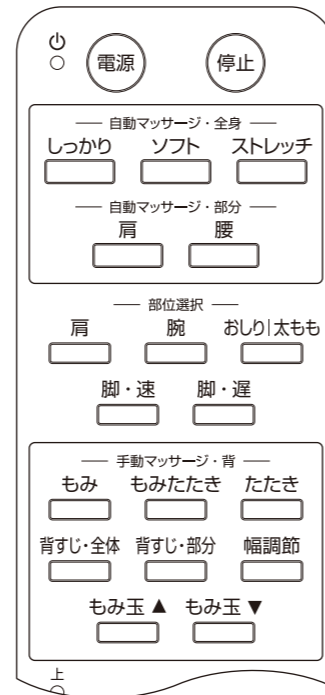 電源 停止
自動マッサージ・全身
しっかり ソフト ストレッチ
自動マッサージ・部分
肩 腰
部位選択
肩 腕 おしり|太もも
脚・速 脚・遅
手動マッサージ・背
もみ もみたたき たたき
背すじ・全体 背すじ・部分 幅調節
もみ玉 ▲ もみ玉 ▼
上